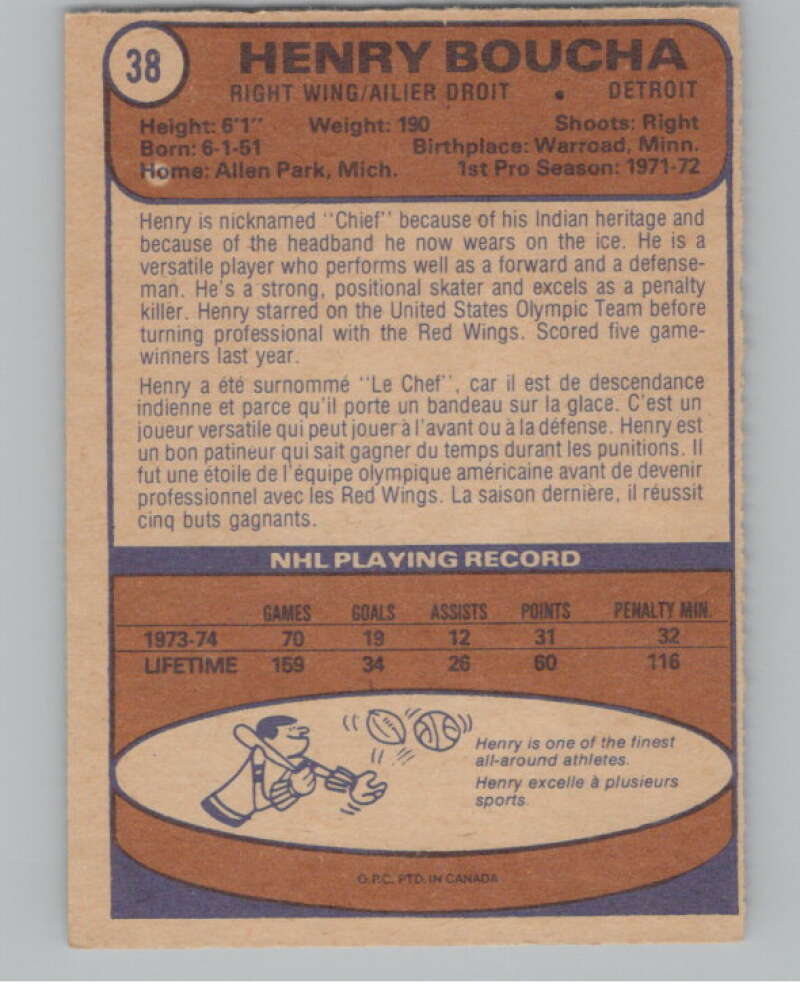 38
HENRY BOUCHA
RIGHT WING/AILIER DROIT • DETROIT
Height: 6'1" Weight: 190 Shoots: Right
Born: 6-1-51 Birthplace: Warroad, Minn.
Home: Allen Park, Mich. 1st Pro Season: 1971-72
Henry is nicknamed "Chief" because of his Indian heritage and
because of the headband he now wears on the ice. He is a
versatile player who performs well as a forward and a defense-
man. He's a strong, positional skater and excels as a penalty
killer. Henry starred on the United States Olympic Team before
turning professional with the Red Wings. Scored five game-
winners last year.
Henry a été surnommé "Le Chef", car il est de descendance
indienne et parce qu'il porte un bandeau sur la glace. C'est un
joueur versatile qui peut jouer à l'avant ou à la défense. Henry est
un bon patineur qui sait gagner du temps durant les punitions. Il
fut une étoile de l'équipe olympique américaine avant de devenir
professionnel avec les Red Wings. La saison dernière, il réussit
cinq buts gagnants.
NHL PLAYING RECORD
GAMES GOALS ASSISTS POINTS PENALTY MIN.
1973-74 70 19 12 31 32
LIFETIME 159 34 26 60 116
Henry is one of the finest
all-around athletes.
Henry excelle à plusieurs
sports.
O.P.C. PTD. IN CANADA